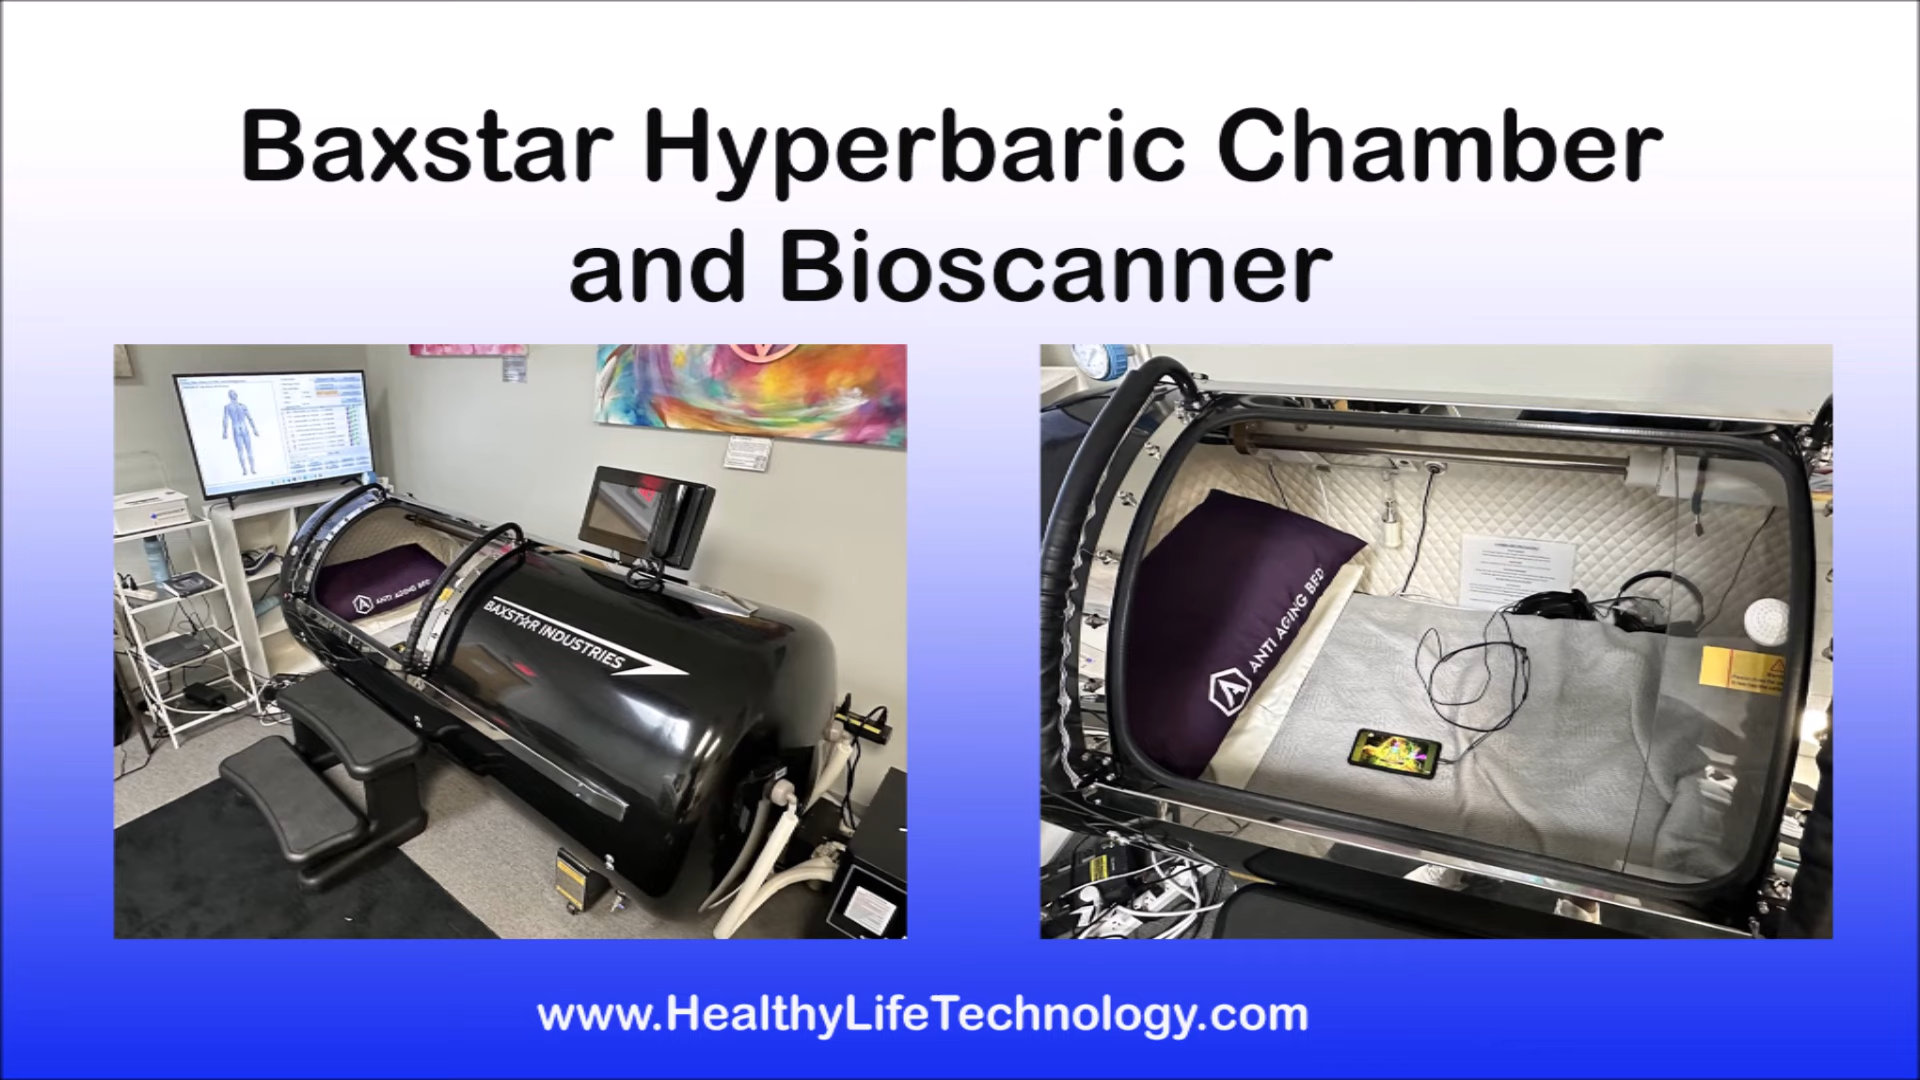 Baxstar Hyperbaric Chamber
and Bioscanner
BAXSTAR INDUSTRIES
ANTI AGING BED
ANTI AGING BED
www.HealthyLifeTechnology.com